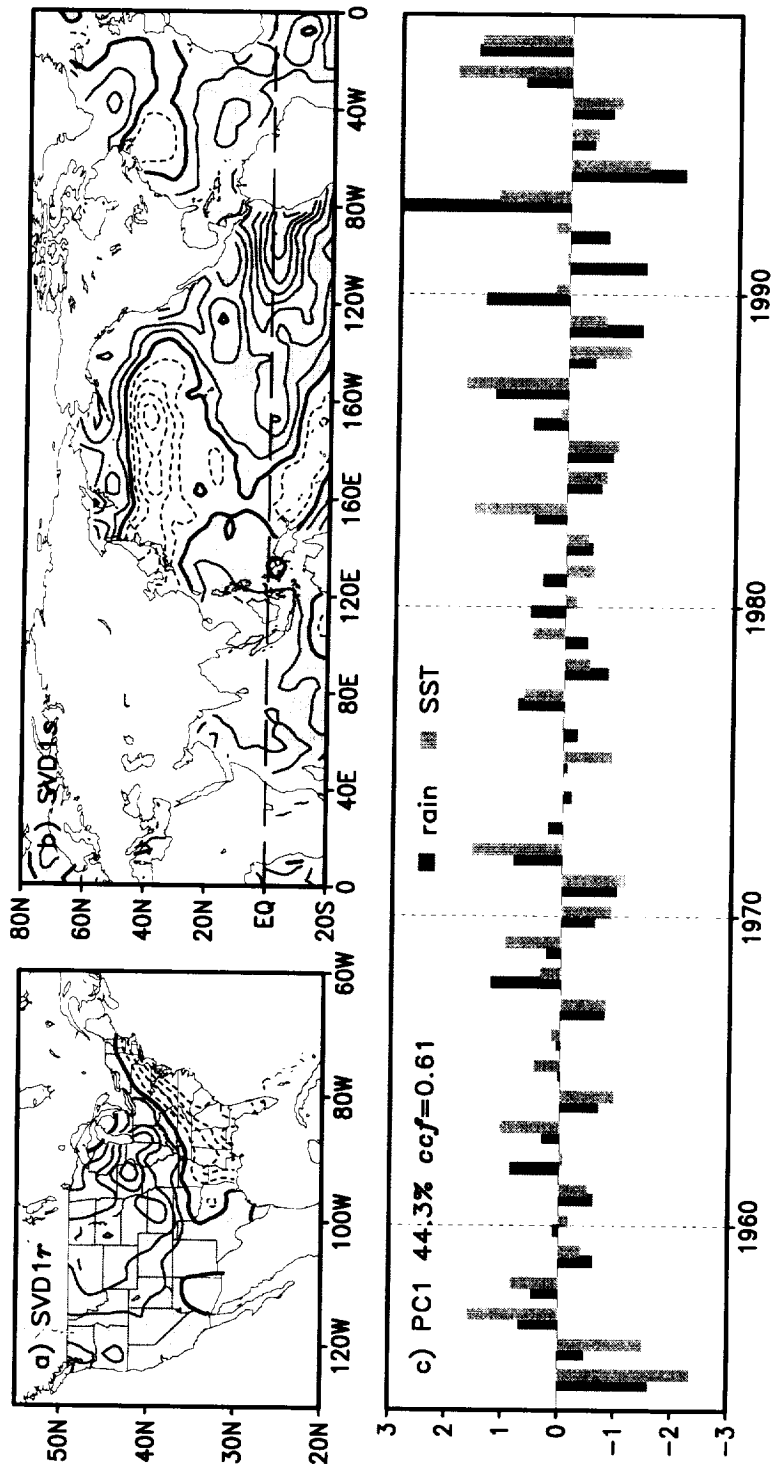 a) SVD1r
50N
40N
30N
20N
120W
100W
80W
60W
b) SVD1s
80N
60N
40N
20N
EQ
20S
0
40E
80E
120E
160E
160W
120W
80W
40W
0
c) PC1 44.3% ccf=0.61
rain SST
3
2
1
0
−1
−2
−3
1960
1970
1980
1990